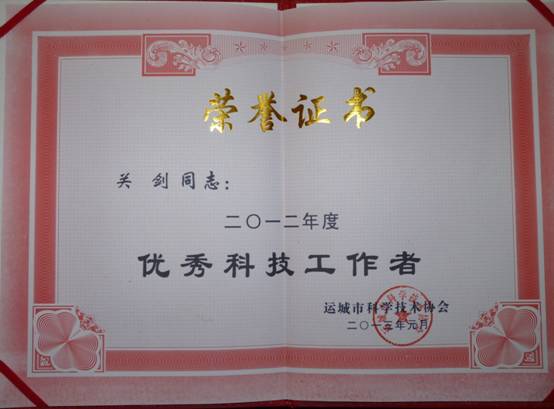 荣誉证书
关 剑同志：
二〇一二年度
优秀科技工作者
运城市科学技术协会
二〇一三年元月